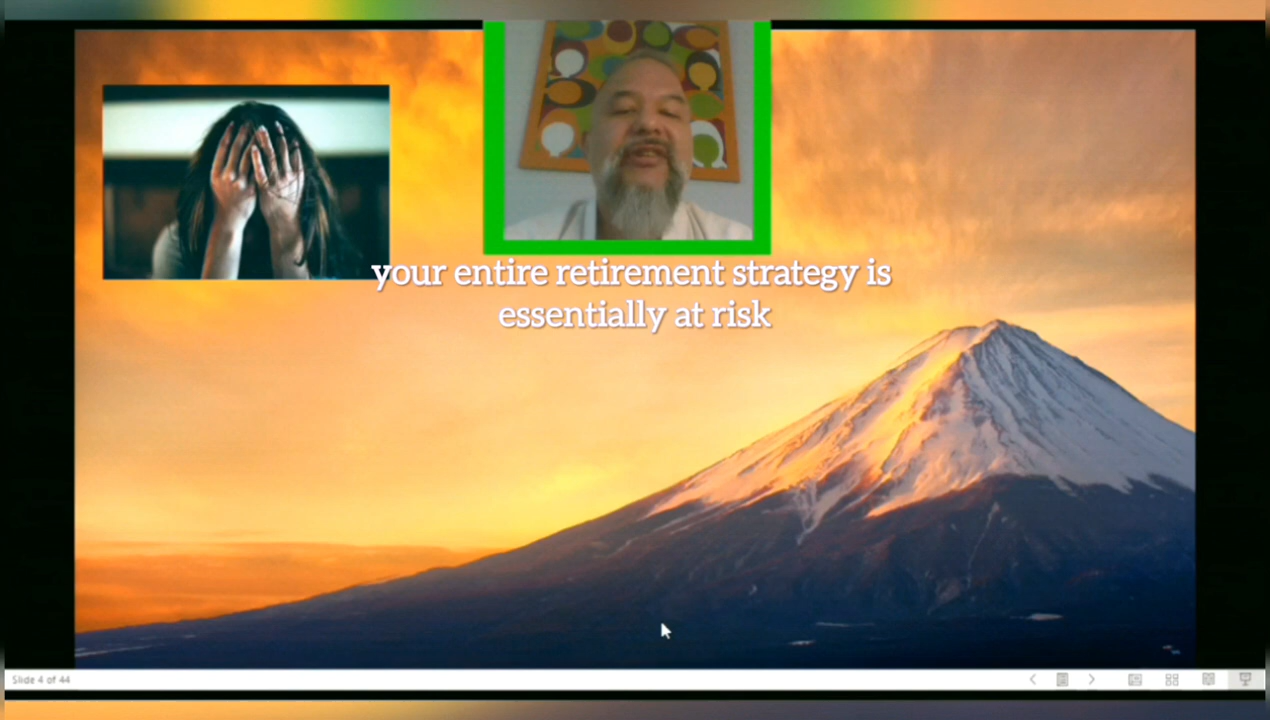 your entire retirement strategy is
essentially at risk
Slide 4 of 44